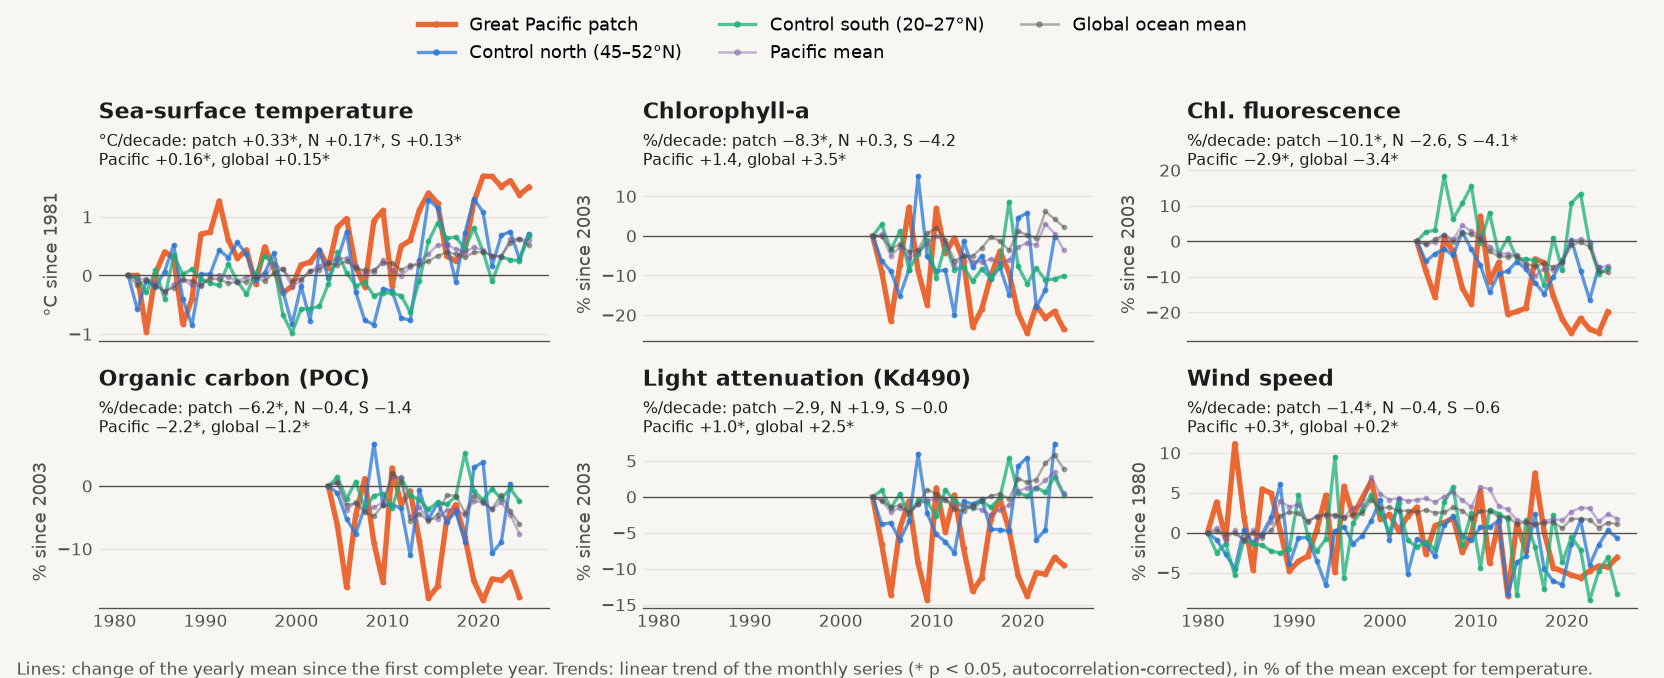 Great Pacific patch
Control north (45–52°N)
Control south (20–27°N)
Pacific mean
Global ocean mean
Sea-surface temperature
°C/decade: patch +0.33*, N +0.17*, S +0.13*
Pacific +0.16*, global +0.15*
°C since 1981
1
0
−1
Chlorophyll-a
%/decade: patch −8.3*, N +0.3, S −4.2
Pacific +1.4, global +3.5*
% since 2003
10
0
−10
−20
Chl. fluorescence
%/decade: patch −10.1*, N −2.6, S −4.1*
Pacific −2.9*, global −3.4*
% since 2003
20
10
0
−10
−20
Organic carbon (POC)
%/decade: patch −6.2*, N −0.4, S −1.4
Pacific −2.2*, global −1.2*
% since 2003
0
−10
1980 1990 2000 2010 2020
Light attenuation (Kd490)
%/decade: patch −2.9, N +1.9, S −0.0
Pacific +1.0*, global +2.5*
% since 2003
5
0
−5
−10
−15
1980 1990 2000 2010 2020
Wind speed
%/decade: patch −1.4*, N −0.4, S −0.6
Pacific +0.3*, global +0.2*
% since 1980
10
5
0
−5
1980 1990 2000 2010 2020
Lines: change of the yearly mean since the first complete year. Trends: linear trend of the monthly series (* p < 0.05, autocorrelation-corrected), in % of the mean except for temperature.